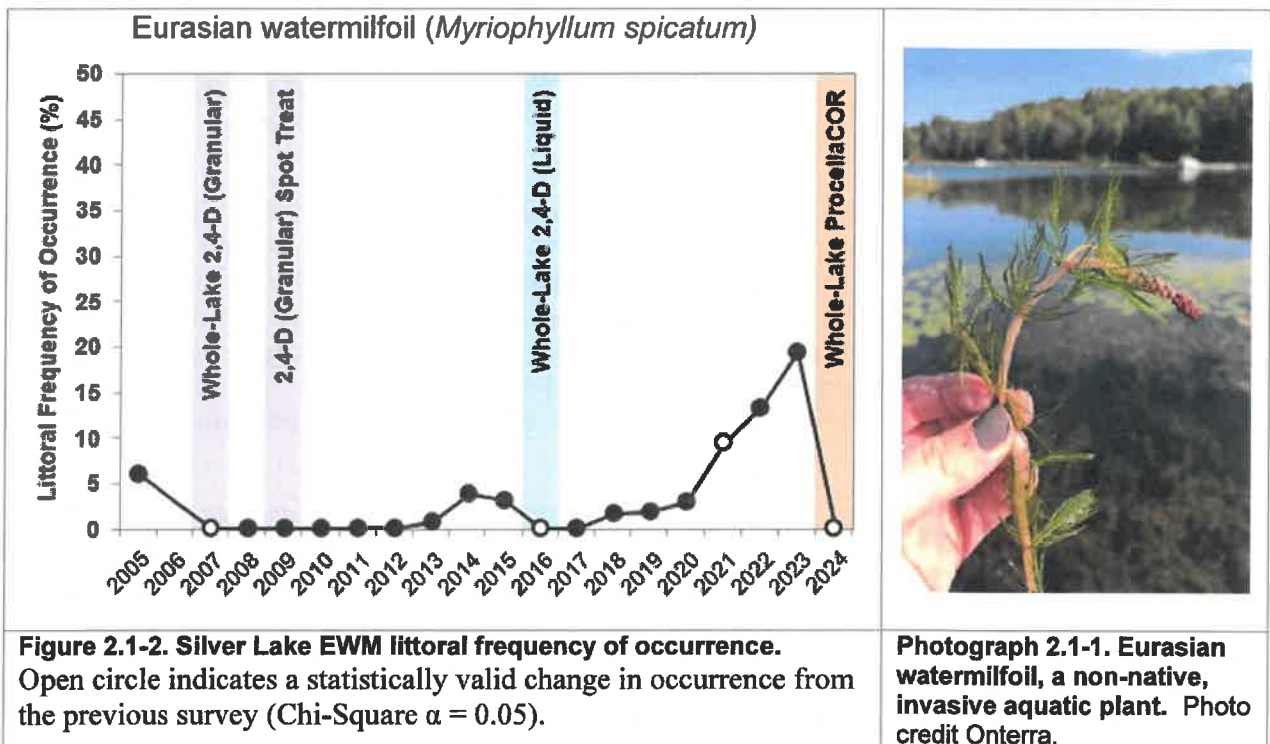 Eurasian watermilfoil (Myriophyllum spicatum)
Littoral Frequency of Occurrence (%)
50
45
40
35
30
25
20
15
10
5
0
Whole-Lake 2,4-D (Granular)
2,4-D (Granular) Spot Treat
Whole-Lake 2,4-D (Liquid)
Whole-Lake ProcellaCOR
2005
2006
2007
2008
2009
2010
2011
2012
2013
2014
2015
2016
2017
2018
2019
2020
2021
2022
2023
2024
Figure 2.1-2. Silver Lake EWM littoral frequency of occurrence.
Open circle indicates a statistically valid change in occurrence from
the previous survey (Chi-Square α = 0.05).
Photograph 2.1-1. Eurasian
watermilfoil, a non-native,
invasive aquatic plant. Photo
credit Onterra.